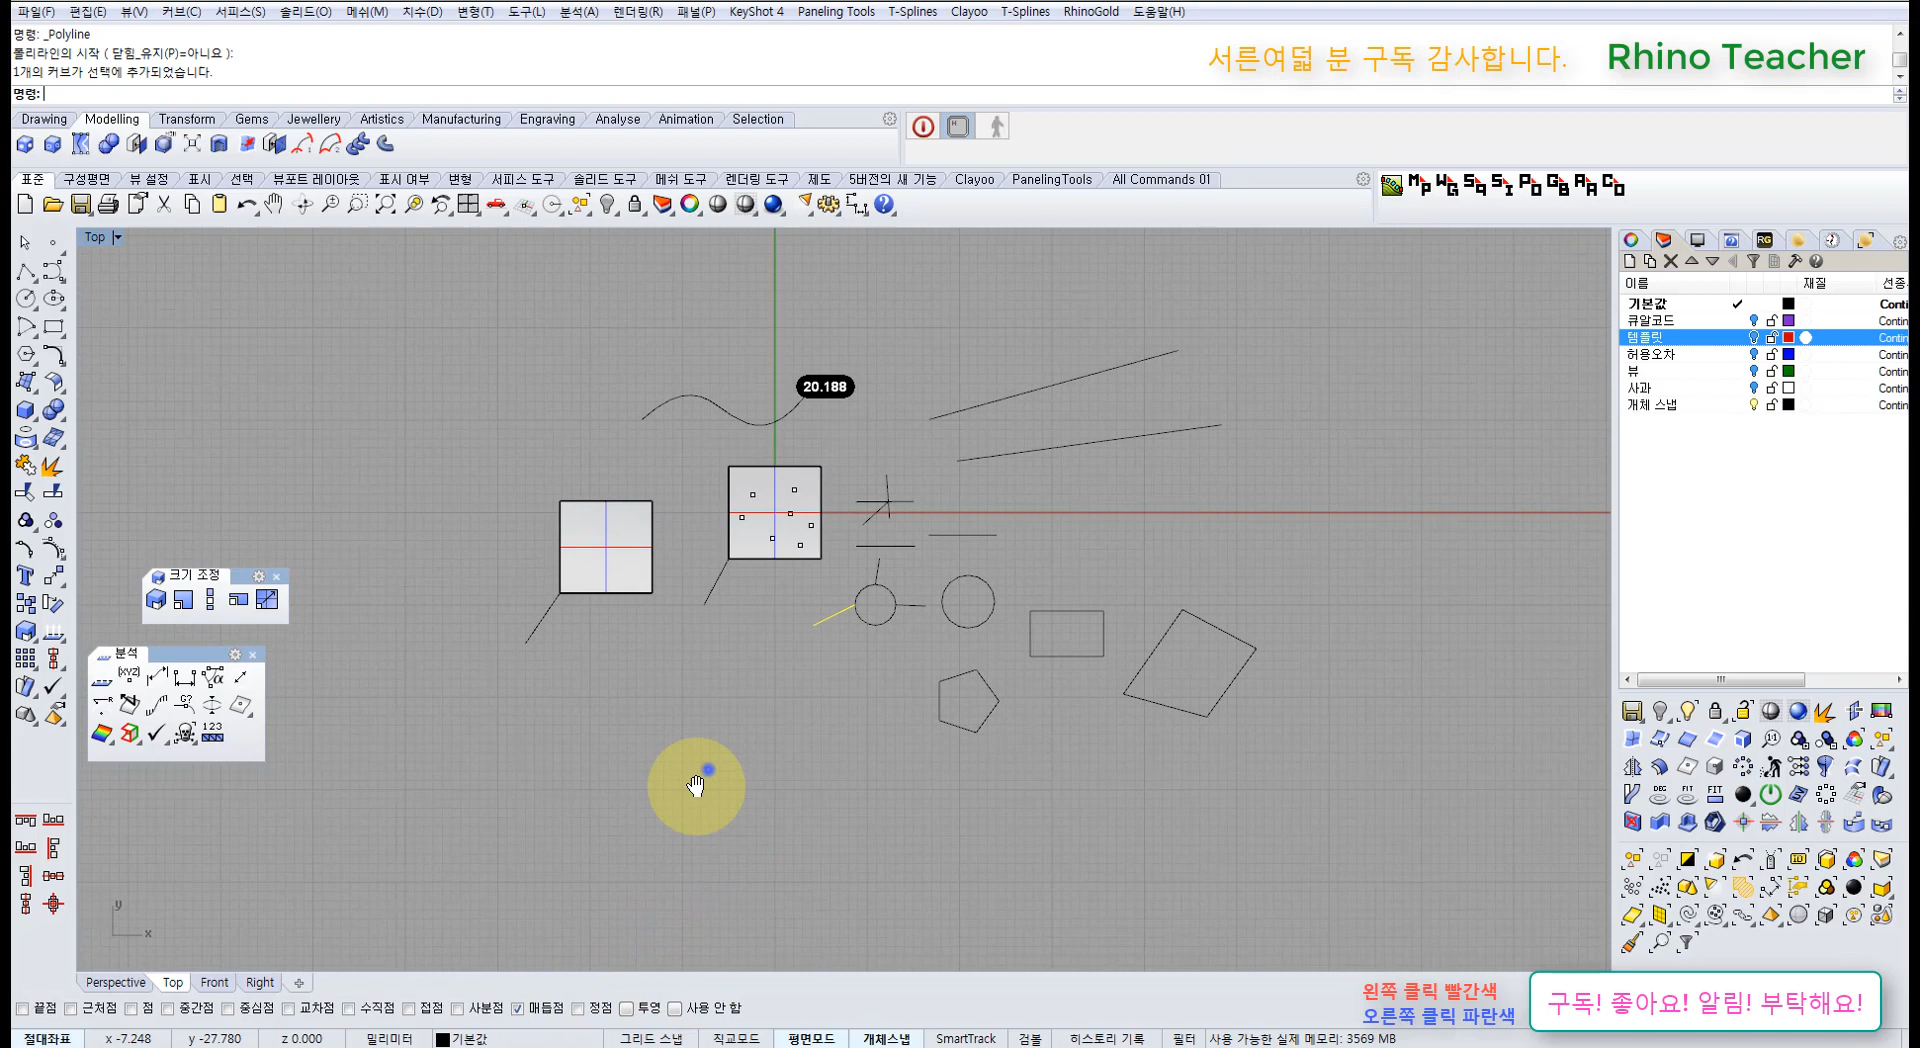 파일(F) 편집(E) 뷰(V) 커브(C) 서피스(S) 솔리드(O) 메쉬(M) 치수(D) 변형(T) 도구(L) 분석(A) 렌더링(R) 패널(P) KeyShot 4 Paneling Tools T-Splines Clayoo T-Splines RhinoGold 도움말(H)
명령: _Polyline
폴리라인의 시작 ( 닫힘_유지(P)=아니요 ):
1개의 커브가 선택에 추가되었습니다.
명령:
서른여덟 분 구독 감사합니다. Rhino Teacher
Drawing Modelling Transform Gems Jewellery Artistics Manufacturing Engraving Analyse Animation Selection
표준 구성평면 뷰 설정 표시 선택 뷰포트 레이아웃 표시 여부 변형 서피스 도구 솔리드 도구 메쉬 도구 렌더링 도구 제도 5버전의 새 기능 Clayoo PanelingTools All Commands 01
Top
이름 재질 선종
기본값 Conti
큐알코드 Contin
템플릿 Contin
허용오차 Contin
뷰 Contin
사과 Contin
개체 스냅 Contin
20.188
크기 조정
분석
y
x
Perspective Top Front Right
끝점 근처점 점 중간점 중심점 교차점 수직점 접점 사분점 매듭점 정점 투영 사용 안 함
왼쪽 클릭 빨간색
오른쪽 클릭 파란색
구독! 좋아요! 알림! 부탁해요!
절대좌표 x -7.248 y -27.780 z 0.000 밀리미터 기본값 그리드 스냅 직교모드 평면모드 개체스냅 SmartTrack 검볼 히스토리 기록 필터 사용 가능한 실제 메모리: 3569 MB